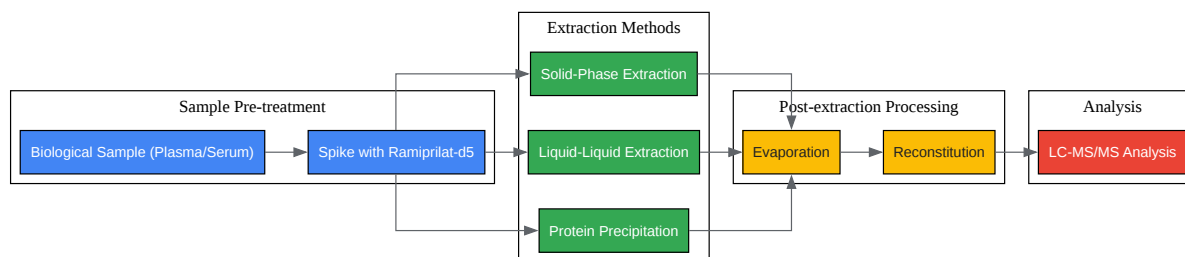 Sample Pre-treatment
Biological Sample (Plasma/Serum)
Spike with Ramiprilat-d5
Extraction Methods
Solid-Phase Extraction
Liquid-Liquid Extraction
Protein Precipitation
Post-extraction Processing
Evaporation
Reconstitution
Analysis
LC-MS/MS Analysis